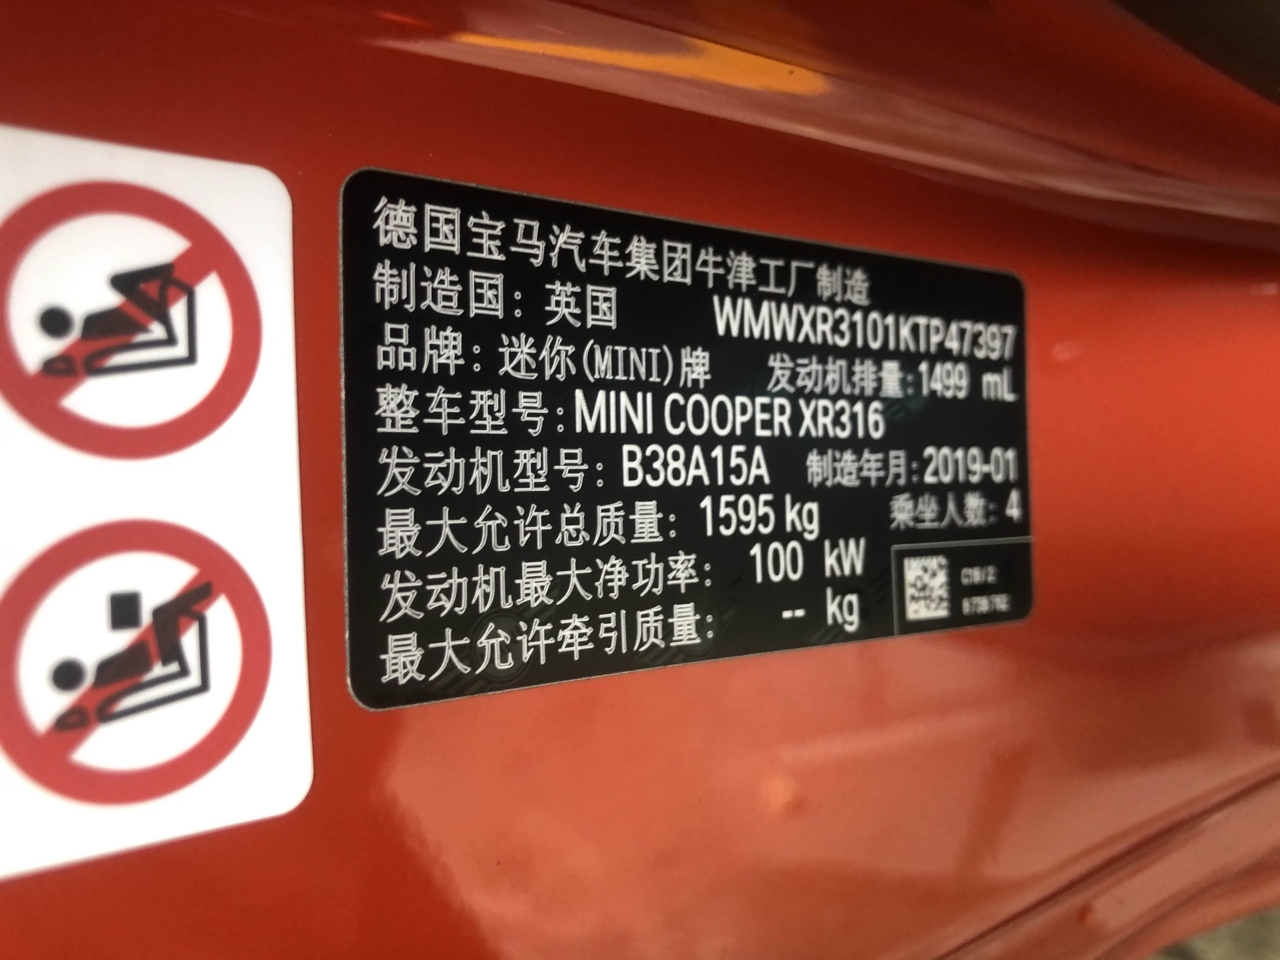 德国宝马汽车集团牛津工厂制造
制造国：英国 WMWXR3101KTP47397
品牌：迷你(MINI)牌 发动机排量:1499 mL
整车型号:MINI COOPER XR316
发动机型号：B38A15A 制造年月:2019-01
最大允许总质量：1595 kg 乘坐人数：4
发动机最大净功率：100 kW
最大允许牵引质量：-- kg